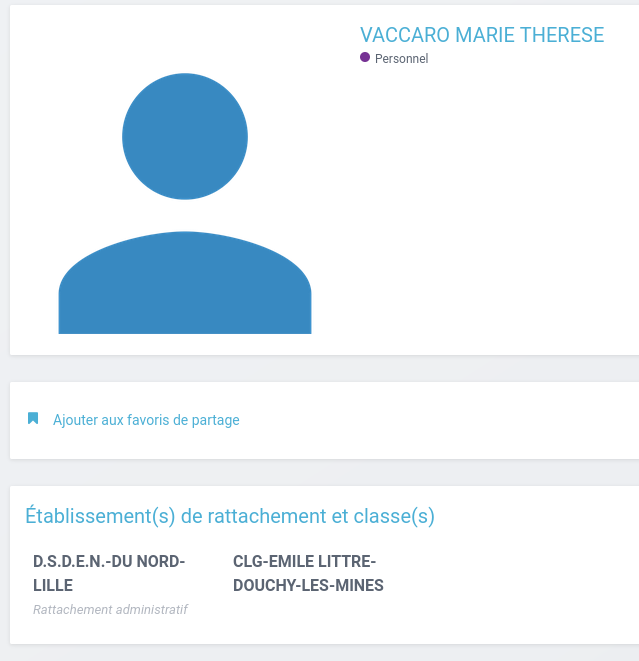 VACCARO MARIE THERESE
Personnel
Ajouter aux favoris de partage
Établissement(s) de rattachement et classe(s)
D.S.D.E.N.-DU NORD-
LILLE
Rattachement administratif
CLG-EMILE LITTRE-
DOUCHY-LES-MINES